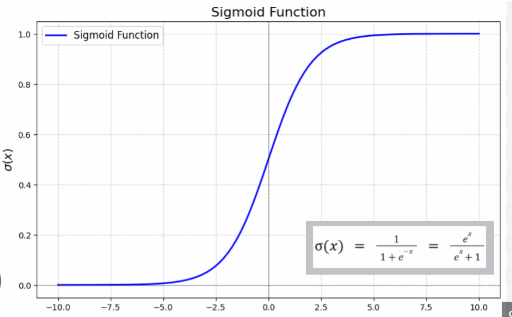 Sigmoid Function
Sigmoid Function
1.0
0.8
0.6
0.4
0.2
0.0
σ(x)
σ(x) = 1/(1 + e^{-x}) = e^x/(e^x + 1)
−10.0 −7.5 −5.0 −2.5 0.0 2.5 5.0 7.5 10.0